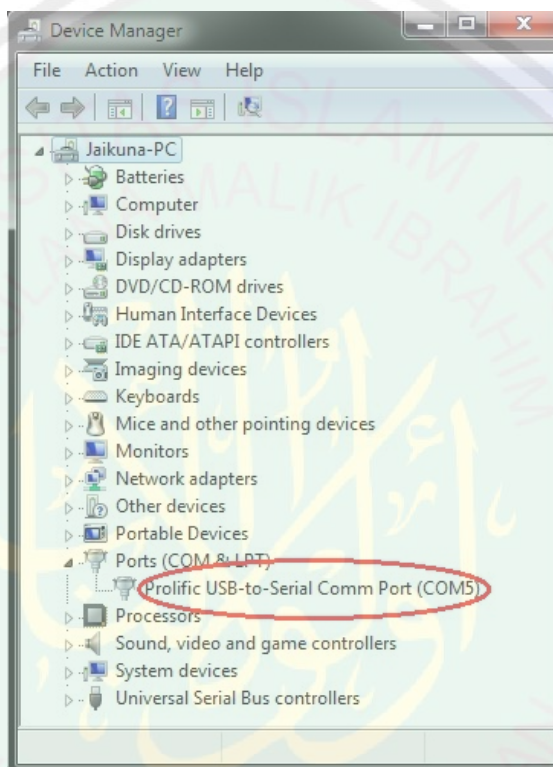 Device Manager
File Action View Help
Jaikuna-PC
Batteries
Computer
Disk drives
Display adapters
DVD/CD-ROM drives
Human Interface Devices
IDE ATA/ATAPI controllers
Imaging devices
Keyboards
Mice and other pointing devices
Monitors
Network adapters
Other devices
Portable Devices
Ports (COM & LPT)
Prolific USB-to-Serial Comm Port (COM5)
Processors
Sound, video and game controllers
System devices
Universal Serial Bus controllers
MALIK IBRAHIM